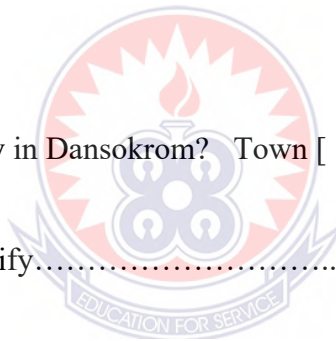 y in Dansokrom?   Town [
ify………………………..
EDUCATION FOR SERVICE